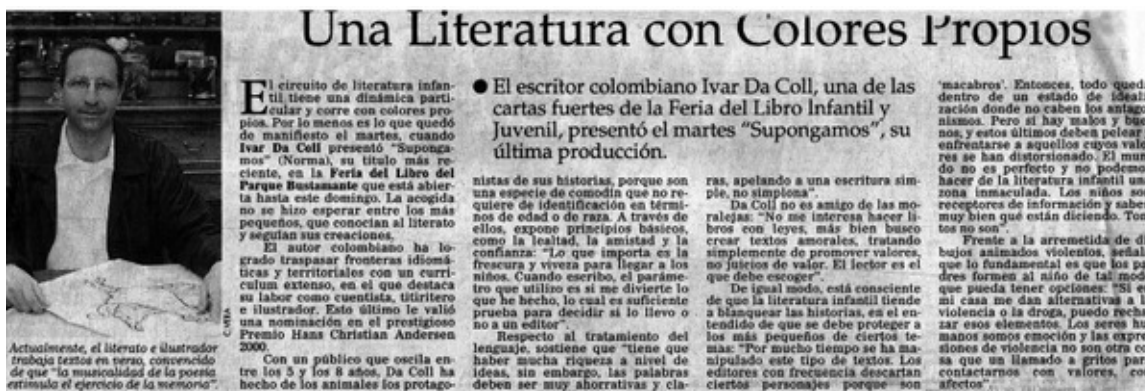 Una Literatura con Colores Propios
El circuito de literatura infan-
til tiene una dinámica parti-
cular y corre con colores pro-
pios. Por lo menos es lo que quedó
de manifiesto el martes, cuando
Ivar Da Coll presentó "Suponga-
mos" (Norma), su título más re-
ciente, en la Feria del Libro del
Parque Bustamante que está abier-
ta hasta este domingo. La acogida
no se hizo esperar entre los más
pequeños, que conocían al literato
y seguían sus creaciones.
El autor colombiano ha lo-
grado traspasar fronteras idiomá-
ticas y territoriales con un curri-
culum extenso, en el que destaca
su labor como cuentista, titiritero
e ilustrador. Esto último le valió
una nominación en el prestigioso
Premio Hans Christian Andersen
2000.
Con un público que oscila en-
tre los 5 y los 8 años, Da Coll ha
hecho de los animales los protago-
● El escritor colombiano Ivar Da Coll, una de las
cartas fuertes de la Feria del Libro Infantil y
Juvenil, presentó el martes "Supongamos", su
última producción.
nistas de sus historias, porque son
una especie de comodín que no re-
quiere de identificación en térmi-
nos de edad o de raza. A través de
ellos, expone principios básicos,
como la lealtad, la amistad y la
confianza: "Lo que importa es la
frescura y viveza para llegar a los
niños. Cuando escribo, el paráme-
tro que utilizo es si me divierte lo
que he hecho, lo cual es suficiente
prueba para decidir si lo llevo o
no a un editor".
Respecto al tratamiento del
lenguaje, sostiene que "tiene que
haber mucha riqueza a nivel de
ideas, sin embargo, las palabras
deben ser muy ahorrativas y cla-
ras, apelando a una escritura sim-
ple, no simplona".
Da Coll no es amigo de las mo-
ralejas: "No me interesa hacer li-
bros con leyes, más bien busco
crear textos amorales, tratando
simplemente de promover valores,
no juicios de valor. El lector es el
que debe escoger".
De igual modo, está consciente
de que la literatura infantil tiende
a blanquear las historias, en el en-
tendido de que se debe proteger a
los más pequeños de ciertos te-
mas: "Por mucho tiempo se ha ma-
nipulado este tipo de textos. Los
editores con frecuencia descartan
ciertos personajes porque son
'macabros'. Entonces, todo qued
dentro de un estado de ideali
zación donde no caben los antag
nismos. Pero si hay malos y bue
nos, y estos últimos deben pelear
enfrentarse a aquellos cuyos valo
res se han distorsionado. El mun
do no es perfecto y no podemo
hacer de la literatura infantil un
zona inmaculada. Los niños so
receptores de información y sabe
muy bien qué están diciendo. Ton
tos no son".
Frente a la arremetida de di
bujos animados violentos, señal
que lo fundamental es que los pa
dres formen al niño de tal mod
que pueda tener opciones: "Si e
mi casa me dan alternativas a
violencia o la droga, puedo recha
zar esos elementos. Los seres hu
manos somos emoción y las expre
siones de violencia no son otra co
sa que un llamado a gritos pa
contactarnos con valores, co
afectos".
Actualmente, el literato e ilustrador
trabaja textos en verso, convencido
de que "la musicalidad de la poesía
estimula el ejercicio de la memoria".